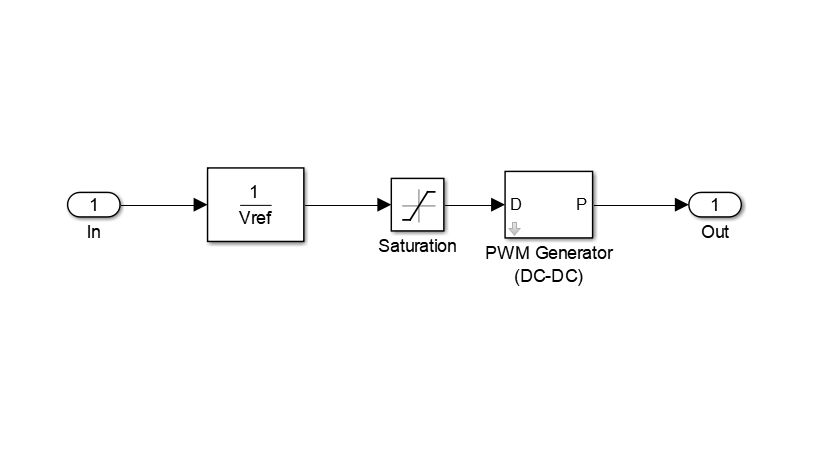 1
In
1
Vref
Saturation
D P
PWM Generator
(DC-DC)
1
Out